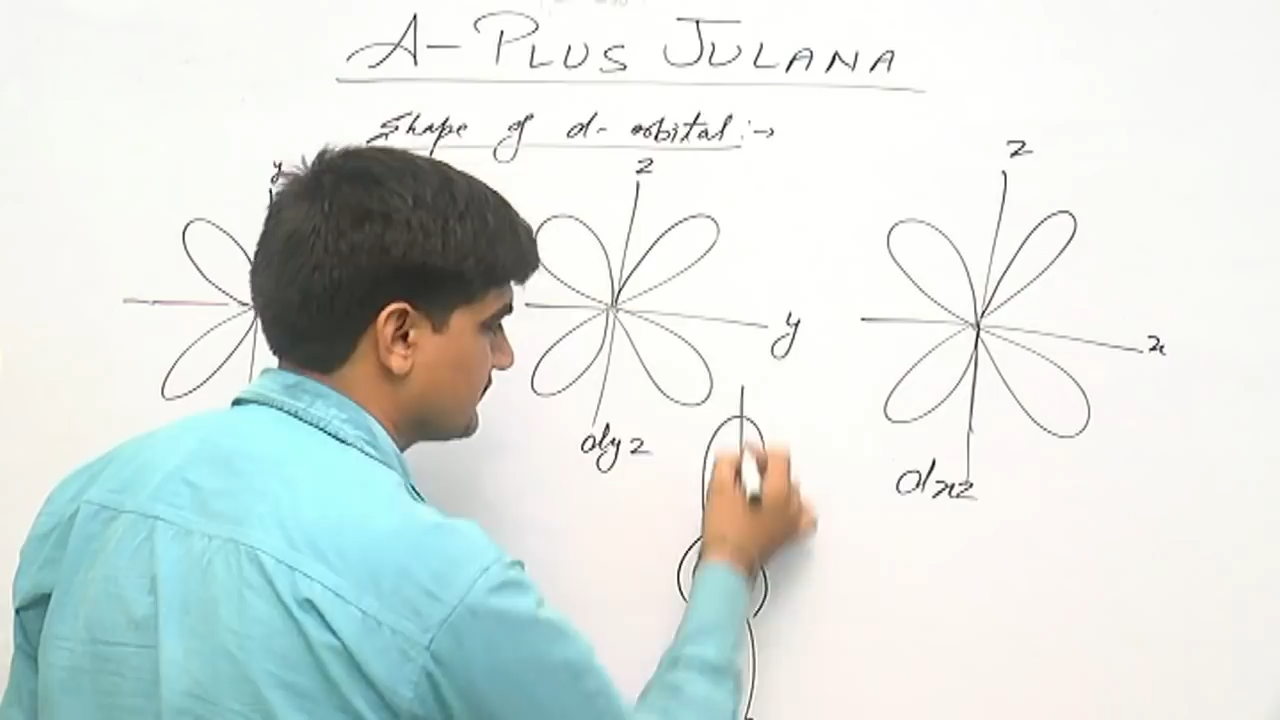 A-PLUS JULANA
Shape of d-orbital:→
y
z
z
y
x
dyz
dxz